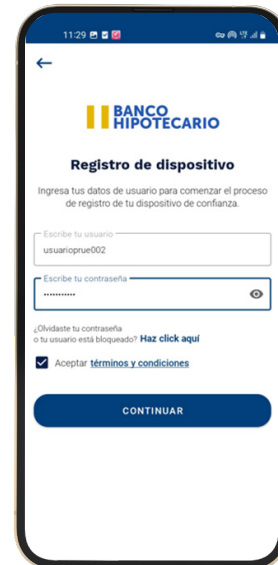 11:29
BANCO
HIPOTECARIO
Registro de dispositivo
Ingresa tus datos de usuario para comenzar el proceso
de registro de tu dispositivo de confianza.
Escribe tu usuario
usuarioprue002
Escribe tu contraseña
¿Olvidaste tu contraseña
o tu usuario está bloqueado? Haz click aquí
Aceptar términos y condiciones
CONTINUAR